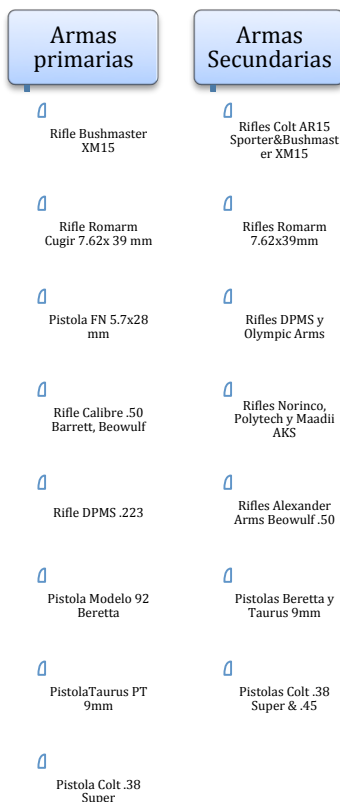 Armas
primarias
Rifle Bushmaster
XM15
Rifle Romarm
Cugir 7.62x 39 mm
Pistola FN 5.7x28
mm
Rifle Calibre .50
Barrett, Beowulf
Rifle DPMS .223
Pistola Modelo 92
Beretta
PistolaTaurus PT
9mm
Pistola Colt .38
Super
Armas
Secundarias
Rifles Colt AR15
Sporter&Bushmast
er XM15
Rifles Romarm
7.62x39mm
Rifles DPMS y
Olympic Arms
Rifles Norinco,
Polytech y Maadii
AKS
Rifles Alexander
Arms Beowulf .50
Pistolas Beretta y
Taurus 9mm
Pistolas Colt .38
Super & .45